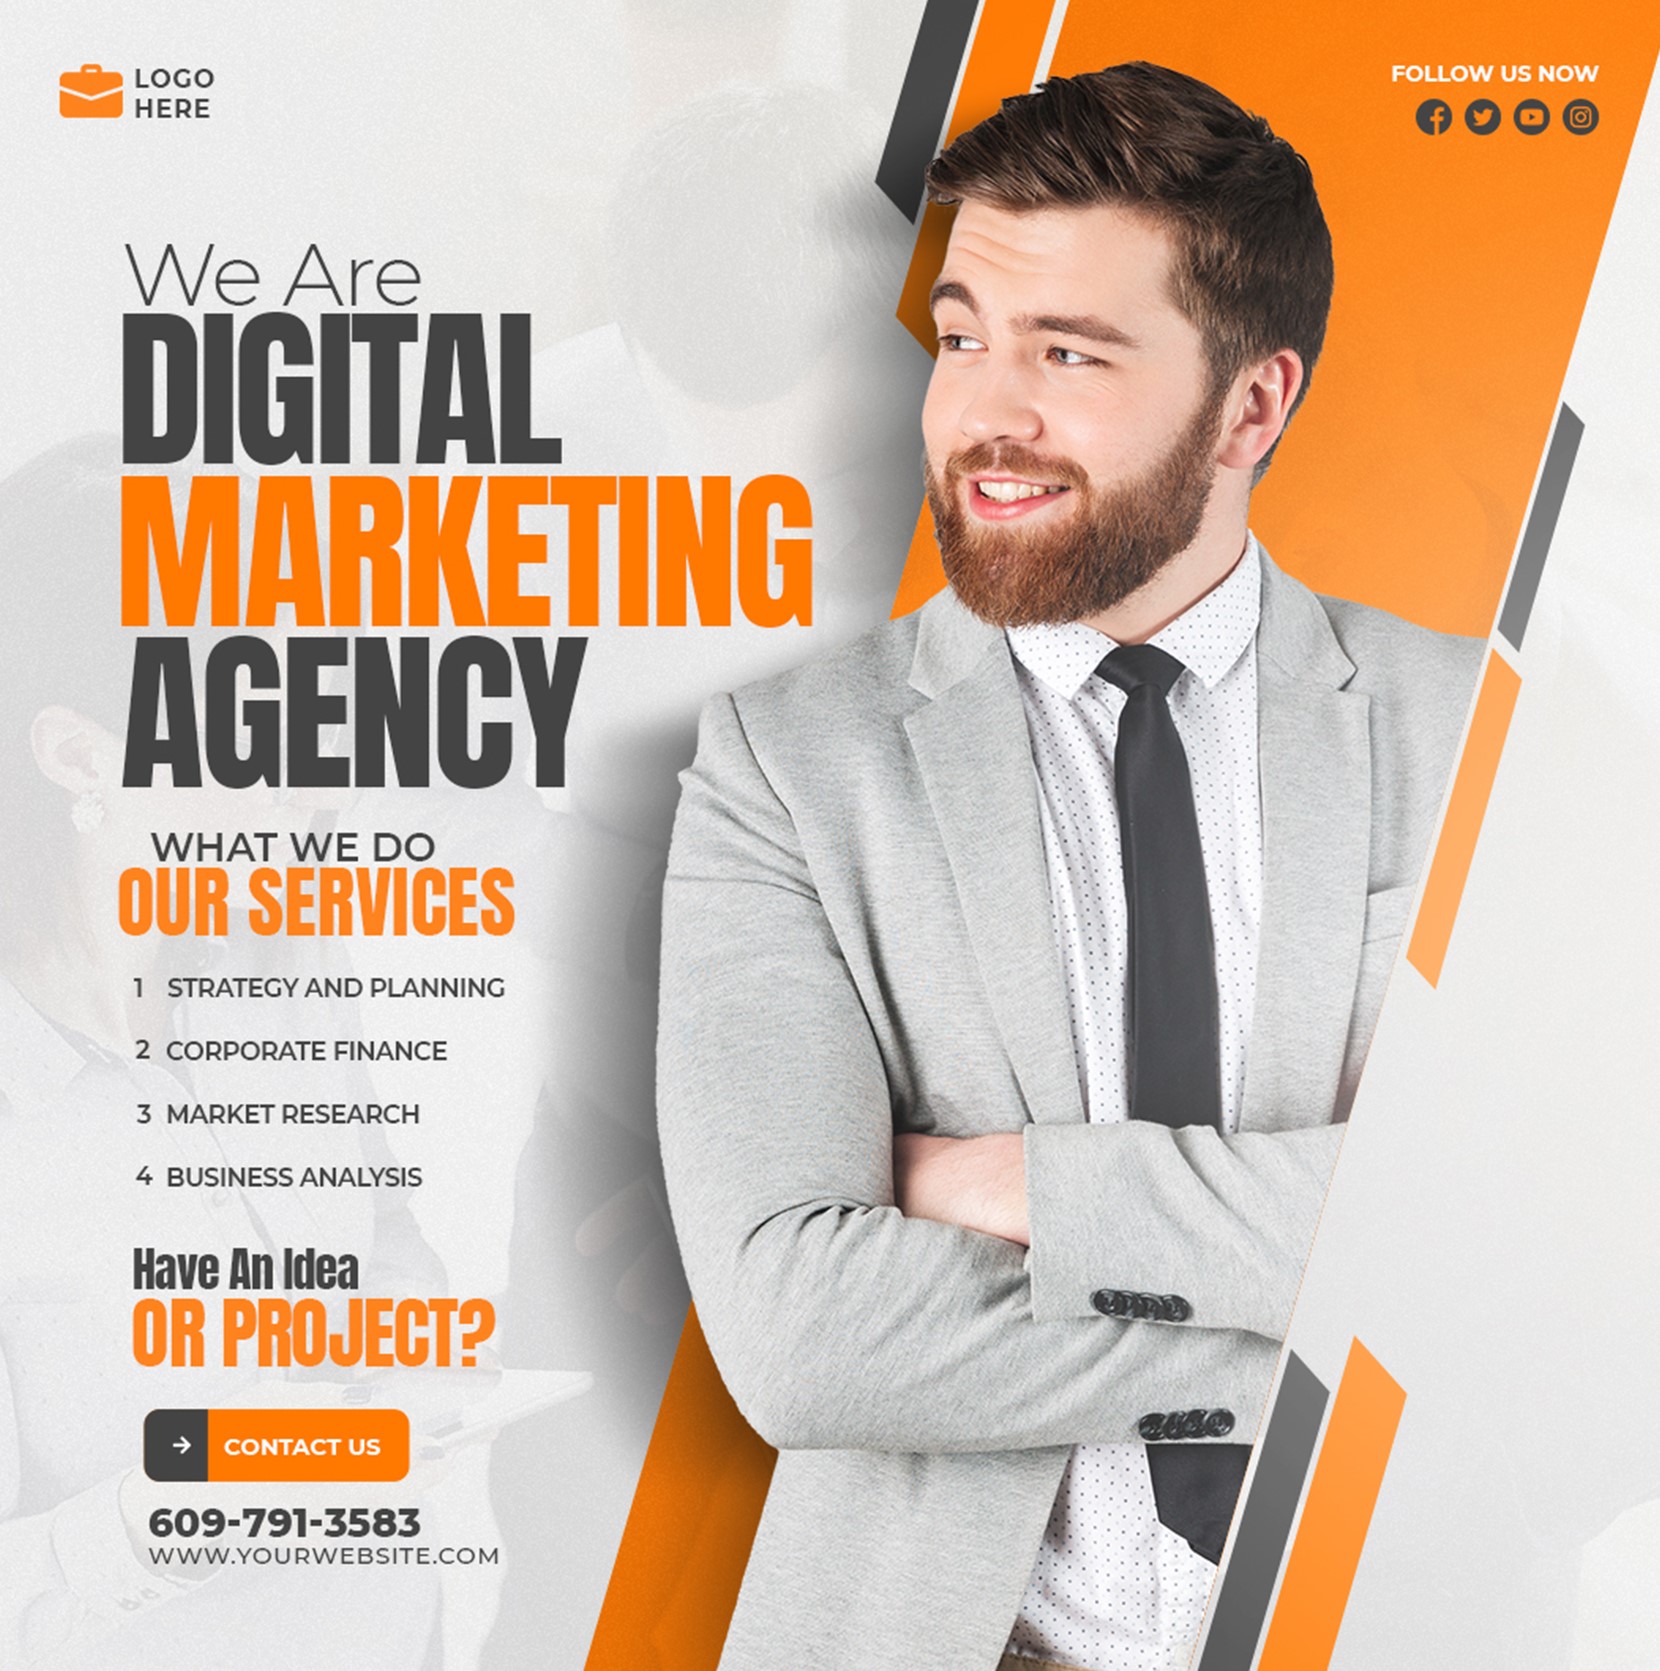 LOGO
HERE
FOLLOW US NOW
We Are
DIGITAL
MARKETING
AGENCY
WHAT WE DO
OUR SERVICES
1 STRATEGY AND PLANNING
2 CORPORATE FINANCE
3 MARKET RESEARCH
4 BUSINESS ANALYSIS
Have An Idea
OR PROJECT?
CONTACT US
609-791-3583
WWW.YOURWEBSITE.COM